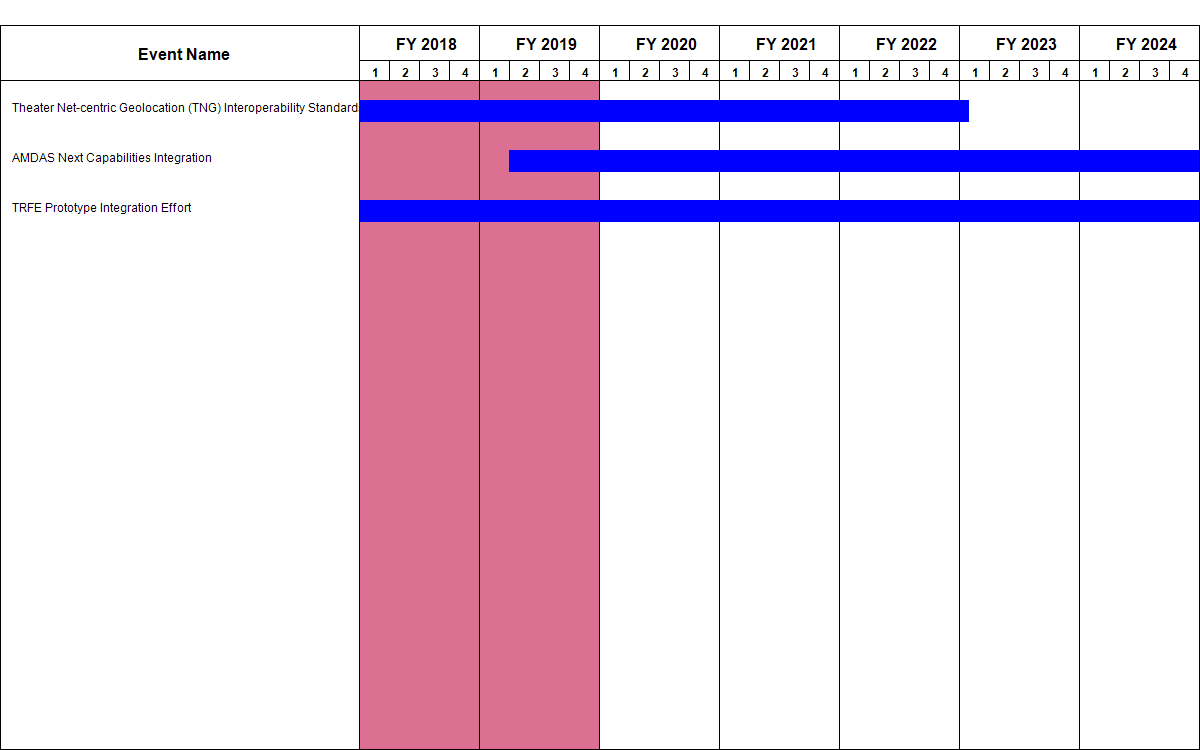 Event Name
FY 2018 FY 2019 FY 2020 FY 2021 FY 2022 FY 2023 FY 2024
1 2 3 4 1 2 3 4 1 2 3 4 1 2 3 4 1 2 3 4 1 2 3 4 1 2 3 4
Theater Net-centric Geolocation (TNG) Interoperability Standard
AMDAS Next Capabilities Integration
TRFE Prototype Integration Effort